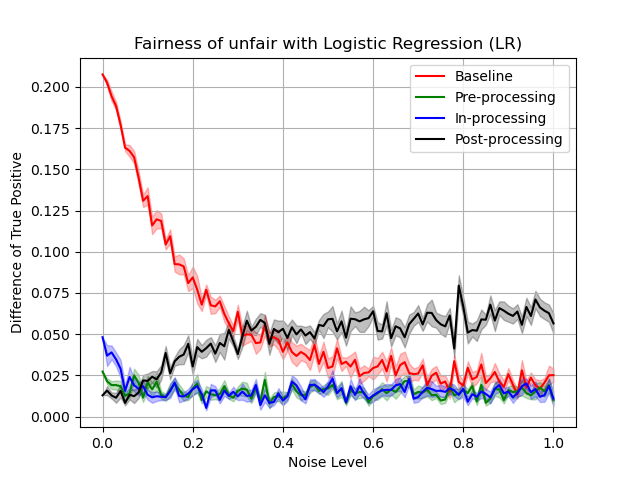 Fairness of unfair with Logistic Regression (LR)
Baseline
Pre-processing
In-processing
Post-processing
Difference of True Positive
0.200
0.175
0.150
0.125
0.100
0.075
0.050
0.025
0.000
0.0 0.2 0.4 0.6 0.8 1.0
Noise Level